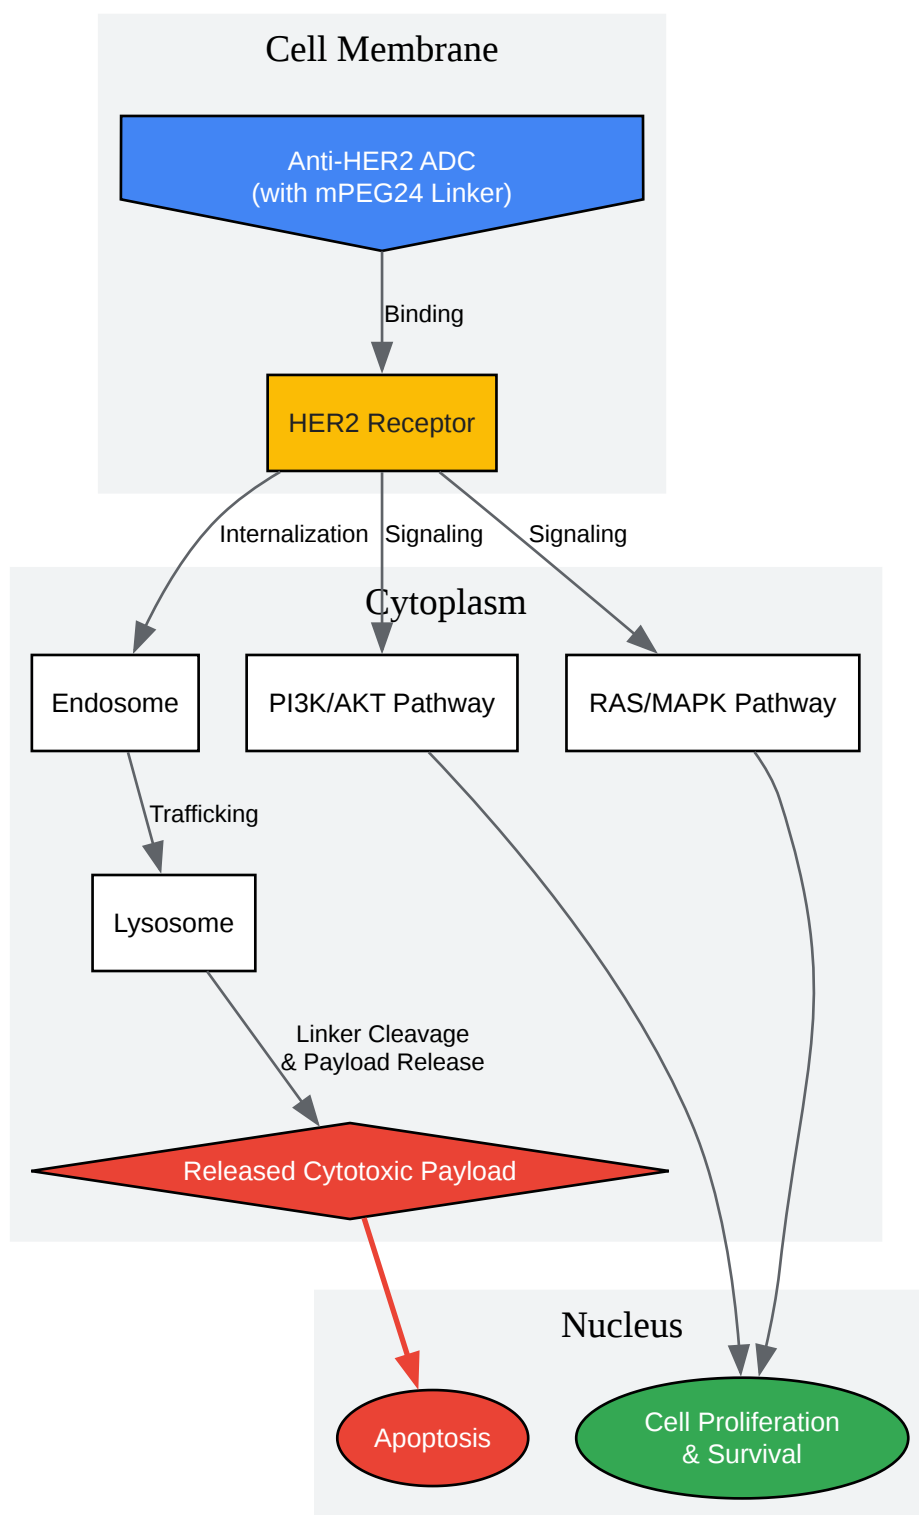 Cell Membrane
Anti-HER2 ADC
(with mPEG24 Linker)
Binding
HER2 Receptor
Internalization
Signaling
Signaling
Cytoplasm
Endosome
PI3K/AKT Pathway
RAS/MAPK Pathway
Trafficking
Lysosome
Linker Cleavage
& Payload Release
Released Cytotoxic Payload
Nucleus
Apoptosis
Cell Proliferation
& Survival